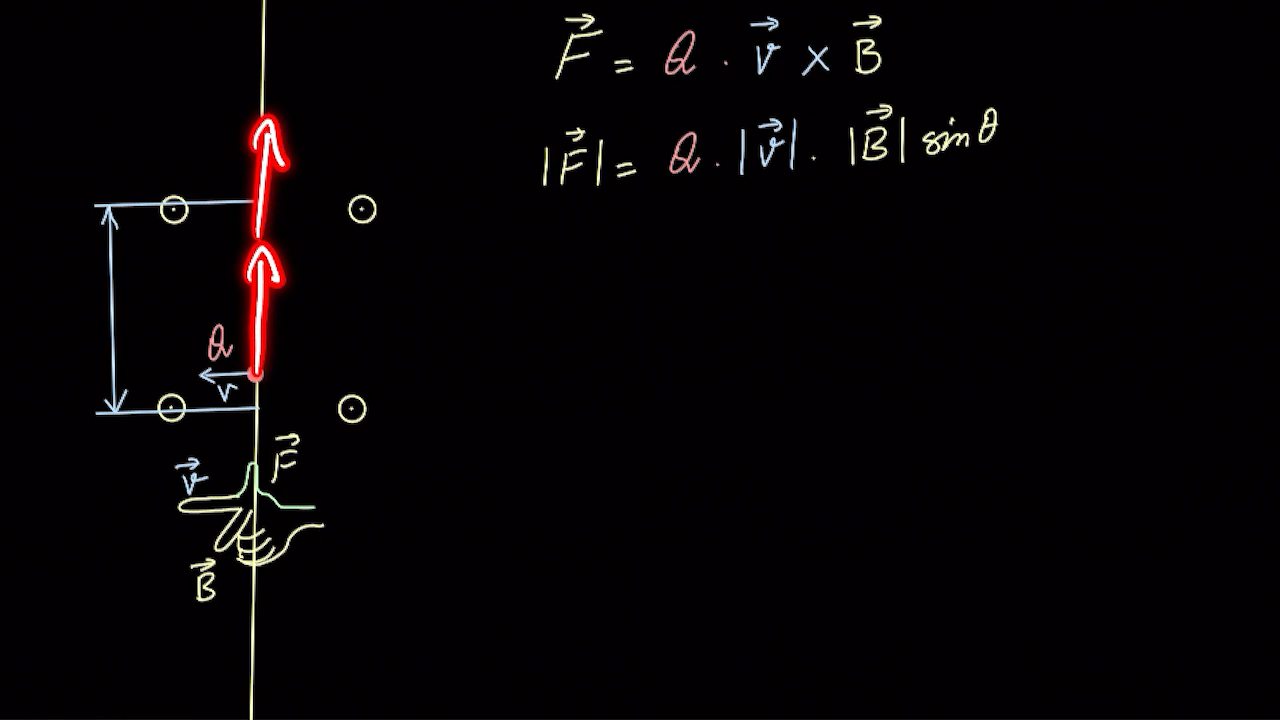 F⃗ = Q · v⃗ × B⃗
|F⃗| = Q · |v⃗| · |B⃗| sin θ
Q
v
F⃗
v⃗
B⃗